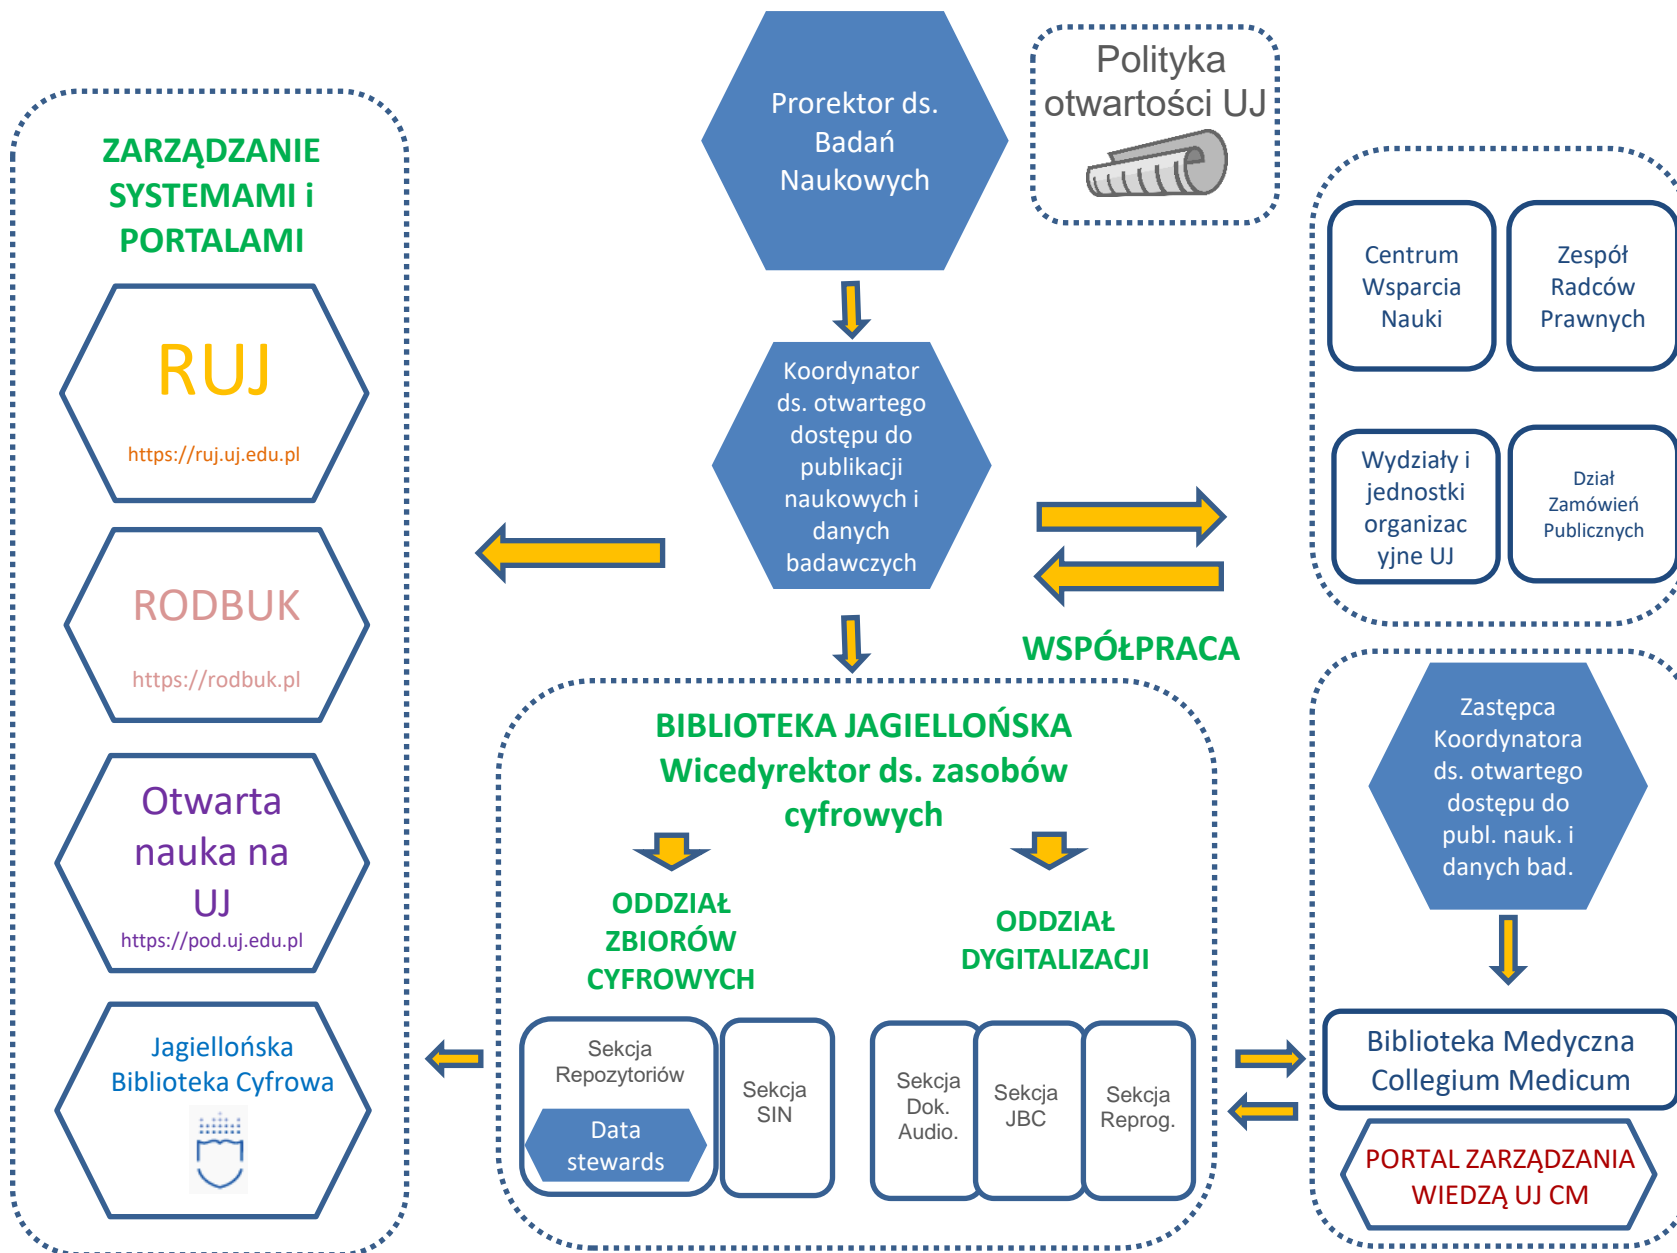 ZARZĄDZANIE
SYSTEMAMI i
PORTALAMI
RUJ
https://ruj.uj.edu.pl
RODBUK
https://rodbuk.pl
Otwarta
nauka na
UJ
https://pod.uj.edu.pl
Jagiellońska
Biblioteka Cyfrowa
Prorektor ds.
Badań
Naukowych
Polityka
otwartości UJ
Koordynator
ds. otwartego
dostępu do
publikacji
naukowych i
danych
badawczych
WSPÓŁPRACA
Centrum
Wsparcia
Nauki
Zespół
Radców
Prawnych
Wydziały i
jednostki
organizac
yjne UJ
Dział
Zamówień
Publicznych
BIBLIOTEKA JAGIELLOŃSKA
Wicedyrektor ds. zasobów
cyfrowych
ODDZIAŁ
ZBIORÓW
CYFROWYCH
ODDZIAŁ
DYGITALIZACJI
Sekcja
Repozytoriów
Data
stewards
Sekcja
SIN
Sekcja
Dok.
Audio.
Sekcja
JBC
Sekcja
Reprog.
Zastępca
Koordynatora
ds. otwartego
dostępu do
publ. nauk. i
danych bad.
Biblioteka Medyczna
Collegium Medicum
PORTAL ZARZĄDZANIA
WIEDZĄ UJ CM